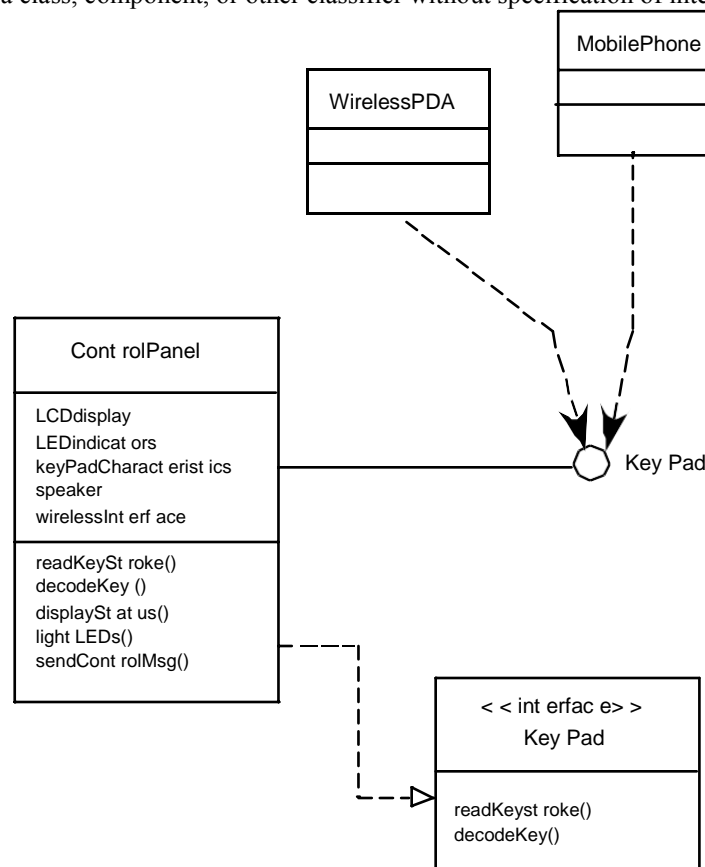 a class, component, or other classifier without specification of inte
MobilePhone
WirelessPDA
Cont rolPanel
LCDdisplay
LEDindicat ors
keyPadCharact erist ics
speaker
wirelessInt erf ace
Key Pad
readKeySt roke()
decodeKey ()
displaySt at us()
light LEDs()
sendCont rolMsg()
< < int erfac e> >
Key Pad
readKeyst roke()
decodeKey()